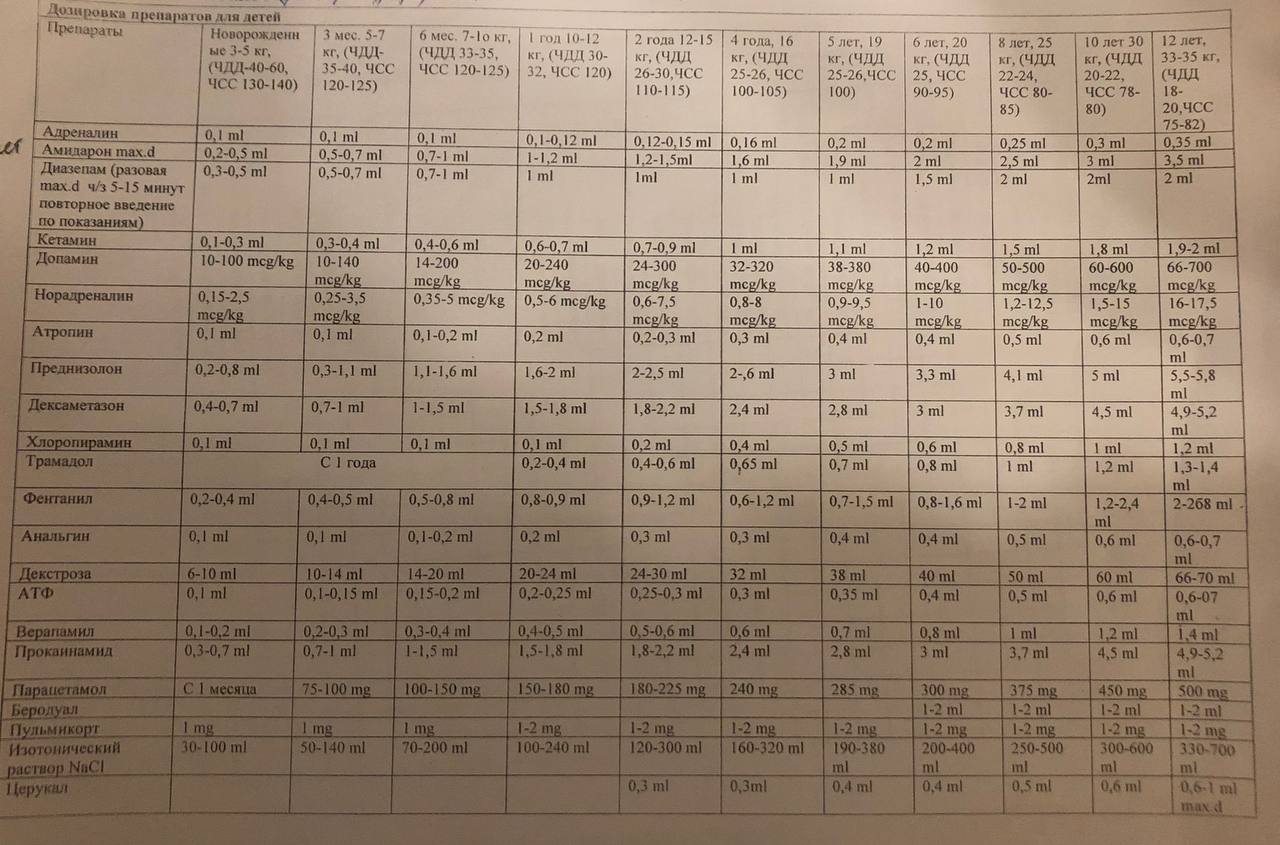 Дозировка препаратов для детей
Препараты | Новорожденные 3-5 кг, (ЧДД-40-60, ЧСС 130-140) | 3 мес. 5-7 кг, (ЧДД-35-40, ЧСС 120-125) | 6 мес. 7-1о кг, (ЧДД 33-35, ЧСС 120-125) | 1 год 10-12 кг, (ЧДД 30-32, ЧСС 120) | 2 года 12-15 кг, (ЧДД 26-30,ЧСС 110-115) | 4 года, 16 кг, (ЧДД 25-26, ЧСС 100-105) | 5 лет, 19 кг, (ЧДД 25-26,ЧСС 100) | 6 лет, 20 кг, (ЧДД 25, ЧСС 90-95) | 8 лет, 25 кг, (ЧДД 22-24, ЧСС 80-85) | 10 лет 30 кг, (ЧДД 20-22, ЧСС 78-80) | 12 лет, 33-35 кг, (ЧДД 18-20,ЧСС 75-82)
Адреналин | 0,1 ml | 0,1 ml | 0,1 ml | 0,1-0,12 ml | 0,12-0,15 ml | 0,16 ml | 0,2 ml | 0,2 ml | 0,25 ml | 0,3 ml | 0,35 ml
Амидарон max.d | 0,2-0,5 ml | 0,5-0,7 ml | 0,7-1 ml | 1-1,2 ml | 1,2-1,5ml | 1,6 ml | 1,9 ml | 2 ml | 2,5 ml | 3 ml | 3,5 ml
Диазепам (разовая max.d ч/з 5-15 минут повторное введение по показаниям) | 0,3-0,5 ml | 0,5-0,7 ml | 0,7-1 ml | 1 ml | 1ml | 1 ml | 1 ml | 1,5 ml | 2 ml | 2ml | 2 ml
Кетамин | 0,1-0,3 ml | 0,3-0,4 ml | 0,4-0,6 ml | 0,6-0,7 ml | 0,7-0,9 ml | 1 ml | 1,1 ml | 1,2 ml | 1,5 ml | 1,8 ml | 1,9-2 ml
Допамин | 10-100 mcg/kg | 10-140 mcg/kg | 14-200 mcg/kg | 20-240 mcg/kg | 24-300 mcg/kg | 32-320 mcg/kg | 38-380 mcg/kg | 40-400 mcg/kg | 50-500 mcg/kg | 60-600 mcg/kg | 66-700 mcg/kg
Норадреналин | 0,15-2,5 mcg/kg | 0,25-3,5 mcg/kg | 0,35-5 mcg/kg | 0,5-6 mcg/kg | 0,6-7,5 mcg/kg | 0,8-8 mcg/kg | 0,9-9,5 mcg/kg | 1-10 mcg/kg | 1,2-12,5 mcg/kg | 1,5-15 mcg/kg | 16-17,5 mcg/kg
Атропин | 0,1 ml | 0,1 ml | 0,1-0,2 ml | 0,2 ml | 0,2-0,3 ml | 0,3 ml | 0,4 ml | 0,4 ml | 0,5 ml | 0,6 ml | 0,6-0,7 ml
Преднизолон | 0,2-0,8 ml | 0,3-1,1 ml | 1,1-1,6 ml | 1,6-2 ml | 2-2,5 ml | 2-,6 ml | 3 ml | 3,3 ml | 4,1 ml | 5 ml | 5,5-5,8 ml
Дексаметазон | 0,4-0,7 ml | 0,7-1 ml | 1-1,5 ml | 1,5-1,8 ml | 1,8-2,2 ml | 2,4 ml | 2,8 ml | 3 ml | 3,7 ml | 4,5 ml | 4,9-5,2 ml
Хлоропирамин | 0,1 ml | 0,1 ml | 0,1 ml | 0,1 ml | 0,2 ml | 0,4 ml | 0,5 ml | 0,6 ml | 0,8 ml | 1 ml | 1,2 ml
Трамадол | С 1 года | 0,2-0,4 ml | 0,4-0,6 ml | 0,65 ml | 0,7 ml | 0,8 ml | 1 ml | 1,2 ml | 1,3-1,4 ml
Фентанил | 0,2-0,4 ml | 0,4-0,5 ml | 0,5-0,8 ml | 0,8-0,9 ml | 0,9-1,2 ml | 0,6-1,2 ml | 0,7-1,5 ml | 0,8-1,6 ml | 1-2 ml | 1,2-2,4 ml | 2-268 ml
Анальгин | 0,1 ml | 0,1 ml | 0,1-0,2 ml | 0,2 ml | 0,3 ml | 0,3 ml | 0,4 ml | 0,4 ml | 0,5 ml | 0,6 ml | 0,6-0,7 ml
Декстроза | 6-10 ml | 10-14 ml | 14-20 ml | 20-24 ml | 24-30 ml | 32 ml | 38 ml | 40 ml | 50 ml | 60 ml | 66-70 ml
АТФ | 0,1 ml | 0,1-0,15 ml | 0,15-0,2 ml | 0,2-0,25 ml | 0,25-0,3 ml | 0,3 ml | 0,35 ml | 0,4 ml | 0,5 ml | 0,6 ml | 0,6-07 ml
Верапамил | 0,1-0,2 ml | 0,2-0,3 ml | 0,3-0,4 ml | 0,4-0,5 ml | 0,5-0,6 ml | 0,6 ml | 0,7 ml | 0,8 ml | 1 ml | 1,2 ml | 1,4 ml
Прокаинамид | 0,3-0,7 ml | 0,7-1 ml | 1-1,5 ml | 1,5-1,8 ml | 1,8-2,2 ml | 2,4 ml | 2,8 ml | 3 ml | 3,7 ml | 4,5 ml | 4,9-5,2 ml
Парацетамол | С 1 месяца | 75-100 mg | 100-150 mg | 150-180 mg | 180-225 mg | 240 mg | 285 mg | 300 mg | 375 mg | 450 mg | 500 mg
Беродуал | 1-2 ml | 1-2 ml | 1-2 ml | 1-2 ml
Пульмикорт | 1 mg | 1 mg | 1 mg | 1-2 mg | 1-2 mg | 1-2 mg | 1-2 mg | 1-2 mg | 1-2 mg | 1-2 mg | 1-2 mg
Изотонический раствор NaCl | 30-100 ml | 50-140 ml | 70-200 ml | 100-240 ml | 120-300 ml | 160-320 ml | 190-380 ml | 200-400 ml | 250-500 ml | 300-600 ml | 330-700 ml
Церукал | 0,3 ml | 0,3ml | 0,4 ml | 0,4 ml | 0,5 ml | 0,6 ml | 0,6-1 ml max.d